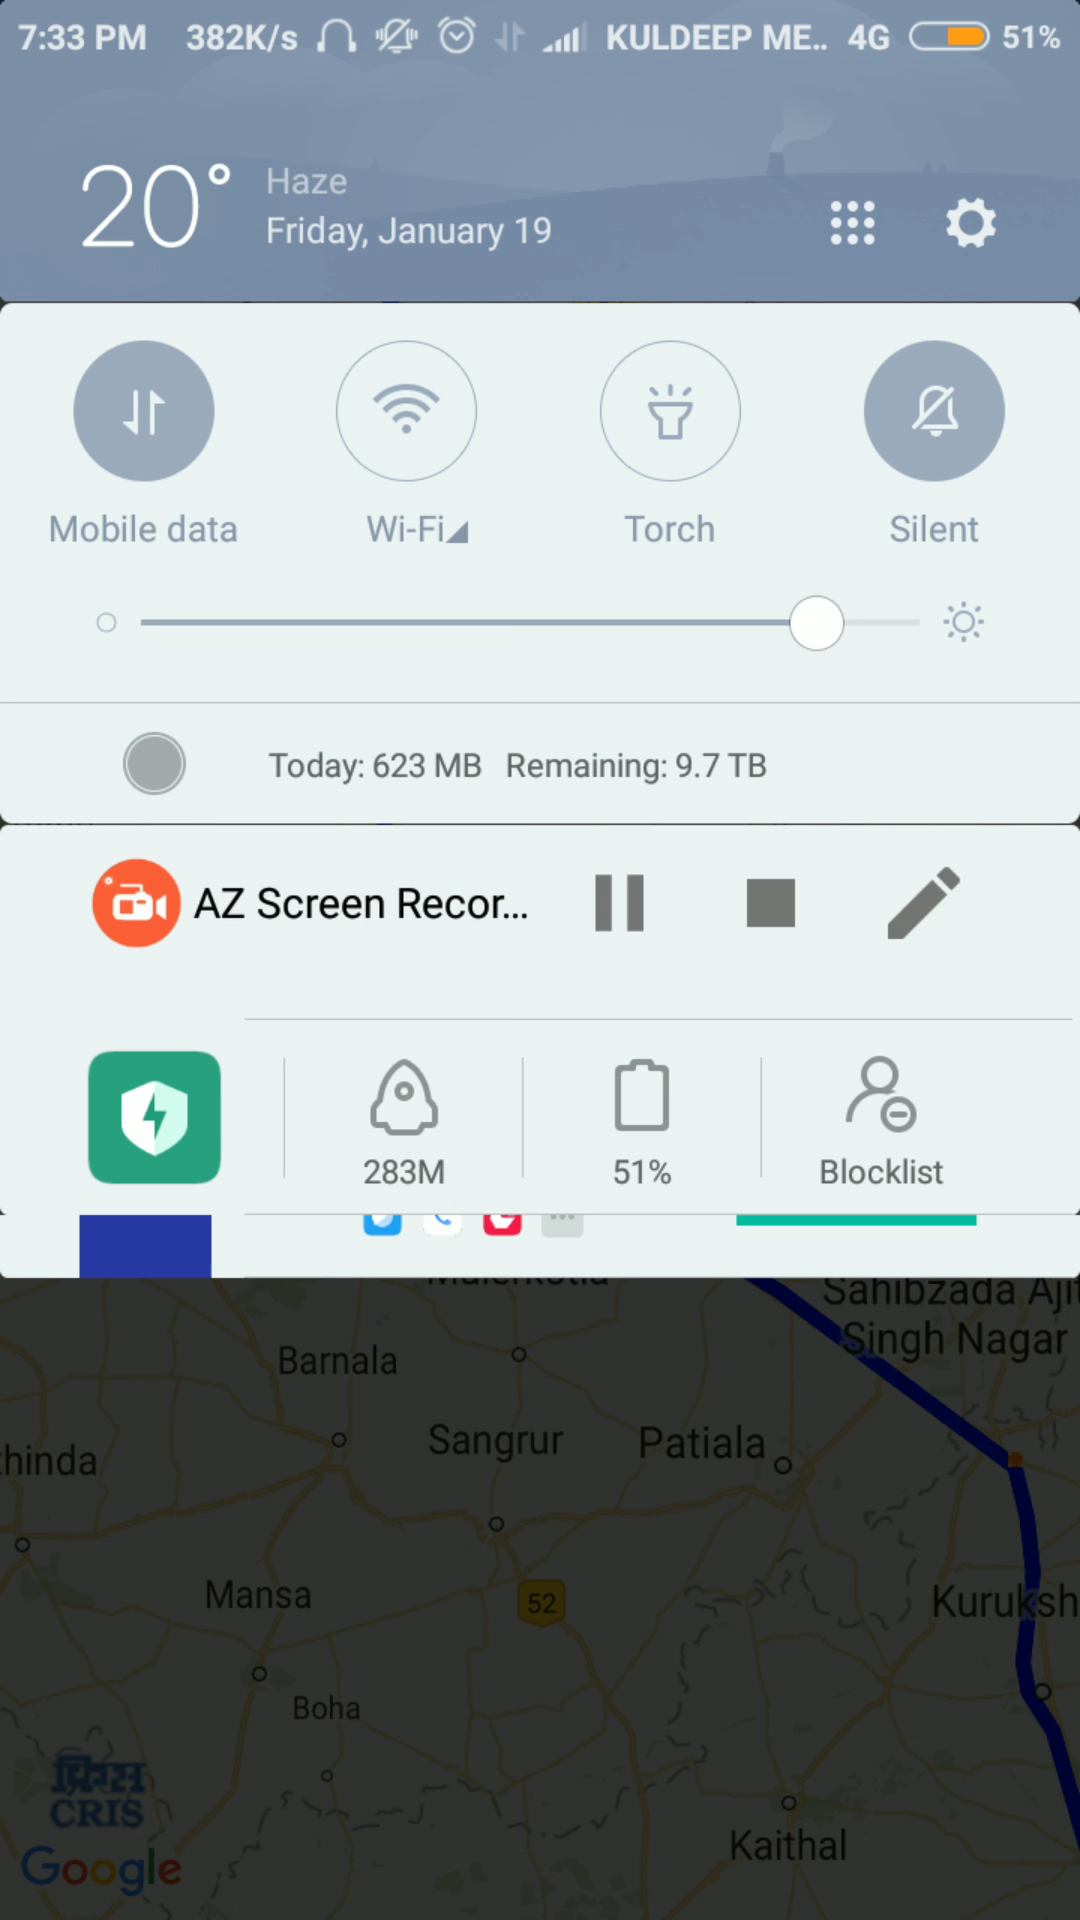 7:33 PM 382K/s KULDEEP ME.. 4G 51%
20° Haze
Friday, January 19
Mobile data Wi-Fi Torch Silent
Today: 623 MB Remaining: 9.7 TB
AZ Screen Recor...
283M 51% Blocklist
Sahibzada Ajit
Singh Nagar
Barnala
Sangrur Patiala
thinda
Mansa 52 Kuruksh
Boha
CRIS
Kaithal
Google